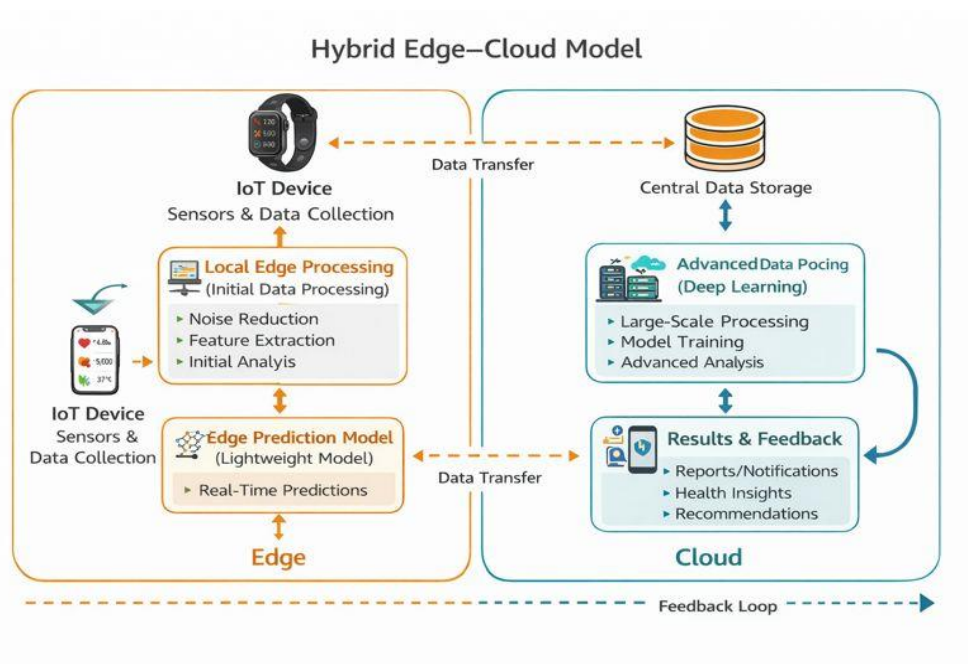 Hybrid Edge–Cloud Model
IoT Device
Sensors & Data Collection
Data Transfer
Central Data Storage
Local Edge Processing
(Initial Data Processing)
Noise Reduction
Feature Extraction
Initial Analyis
IoT Device
Sensors &
Data Collection
Edge Prediction Model
(Lightweight Model)
Real-Time Predictions
Edge
Data Transfer
Advanced Data Pocing
(Deep Learning)
Large-Scale Processing
Model Training
Advanced Analysis
Results & Feedback
Reports/Notifications
Health Insights
Recommendations
Cloud
Feedback Loop